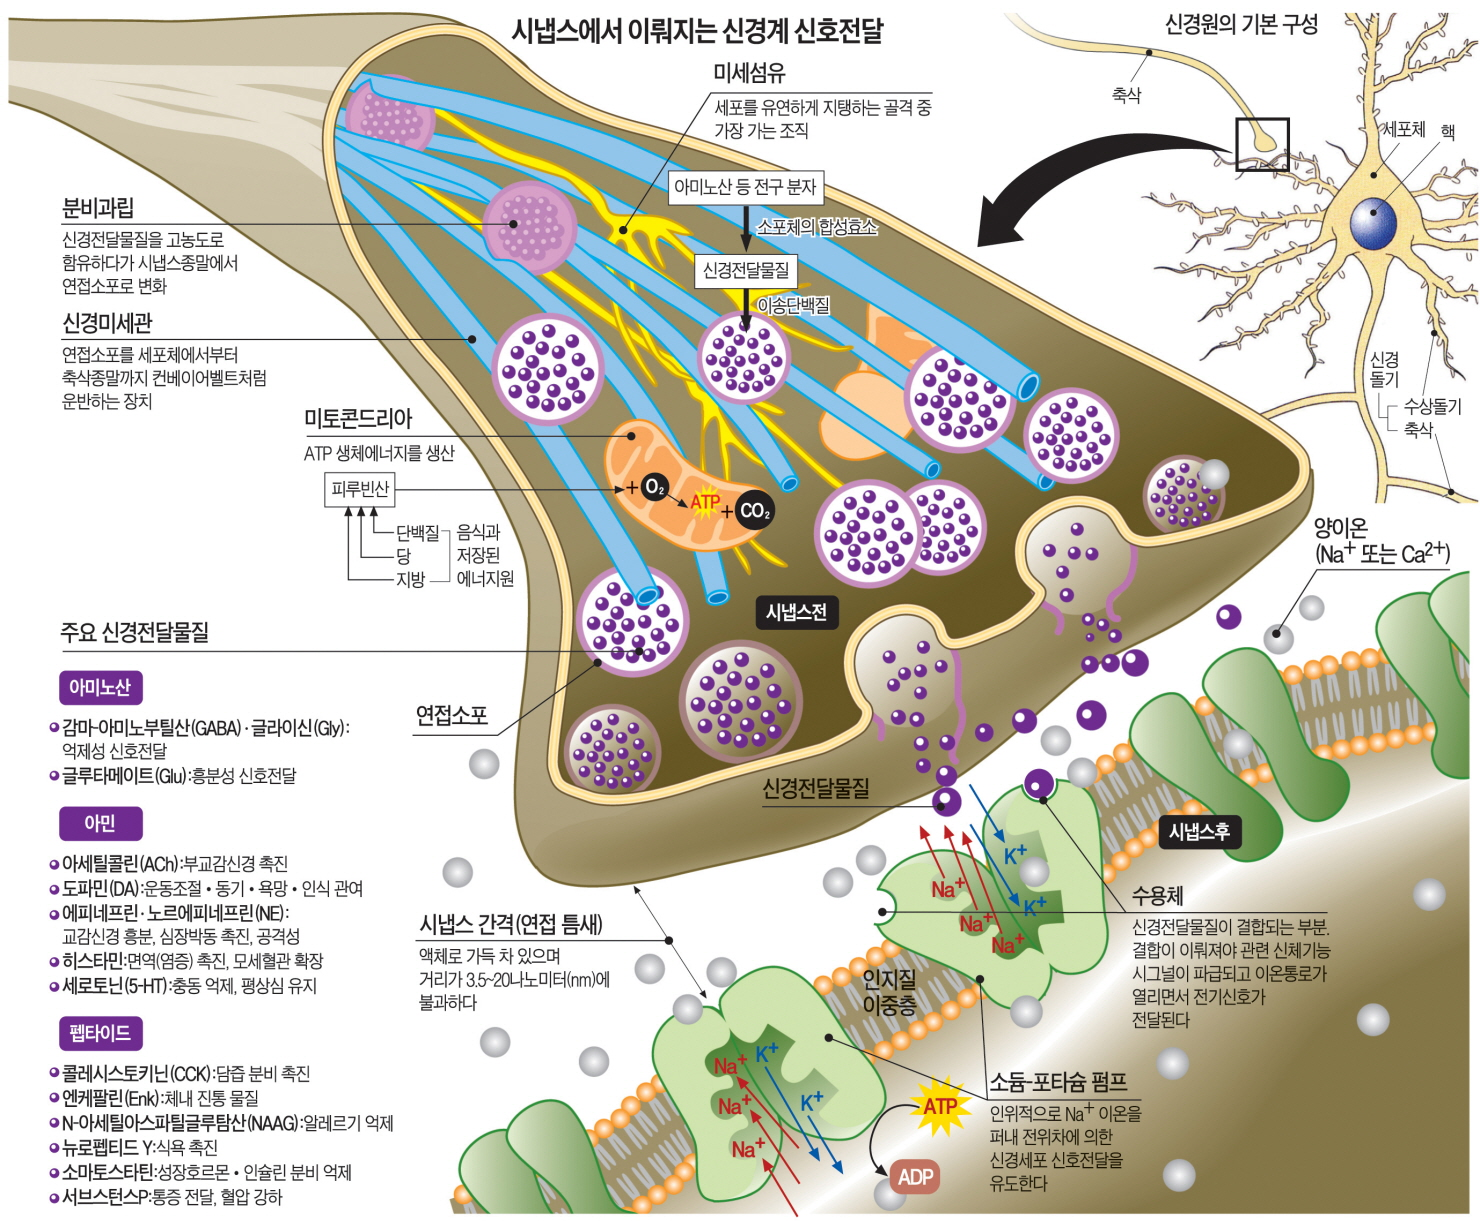 시냅스에서 이뤄지는 신경계 신호전달
미세섬유
세포를 유연하게 지탱하는 골격 중
가장 가는 조직
아미노산 등 전구 분자
소포체의 합성효소
신경전달물질
이송단백질
신경원의 기본 구성
축삭
세포체
핵
신경
돌기
수상돌기
축삭
분비과립
신경전달물질을 고농도로
함유하다가 시냅스종말에서
연접소포로 변화
신경미세관
연접소포를 세포체에서부터
축삭종말까지 컨베이어벨트처럼
운반하는 장치
미토콘드리아
ATP 생체에너지를 생산
피루빈산
+ O₂
ATP
+ CO₂
단백질
당
지방
음식과
저장된
에너지원
시냅스전
양이온
(Na⁺ 또는 Ca²⁺)
주요 신경전달물질
아미노산
감마-아미노부틸산(GABA)·글라이신(Gly):
억제성 신호전달
글루타메이트(Glu):흥분성 신호전달
아민
아세틸콜린(ACh):부교감신경 촉진
도파민(DA):운동조절·동기·욕망·인식 관여
에피네프린·노르에피네프린(NE):
교감신경 흥분, 심장박동 촉진, 공격성
히스타민:면역(염증) 촉진, 모세혈관 확장
세로토닌(5-HT):충동 억제, 평상심 유지
펩타이드
콜레시스토키닌(CCK):담즙 분비 촉진
엔케팔린(Enk):체내 진통 물질
N-아세틸아스파틸글루탐산(NAAG):알레르기 억제
뉴로펩티드 Y:식욕 촉진
소마토스타틴:성장호르몬·인슐린 분비 억제
서브스턴스P:통증 전달, 혈압 강하
연접소포
신경전달물질
시냅스후
K⁺
K⁺
Na⁺
Na⁺
Na⁺
수용체
신경전달물질이 결합되는 부분.
결합이 이뤄져야 관련 신체기능
시그널이 파급되고 이온통로가
열리면서 전기신호가
전달된다
시냅스 간격(연접 틈새)
액체로 가득 차 있으며
거리가 3.5~20나노미터(nm)에
불과하다
인지질
이중층
Na⁺
K⁺
Na⁺
K⁺
Na⁺
ATP
ADP
소듐-포타슘 펌프
인위적으로 Na⁺ 이온을
퍼내 전위차에 의한
신경세포 신호전달을
유도한다